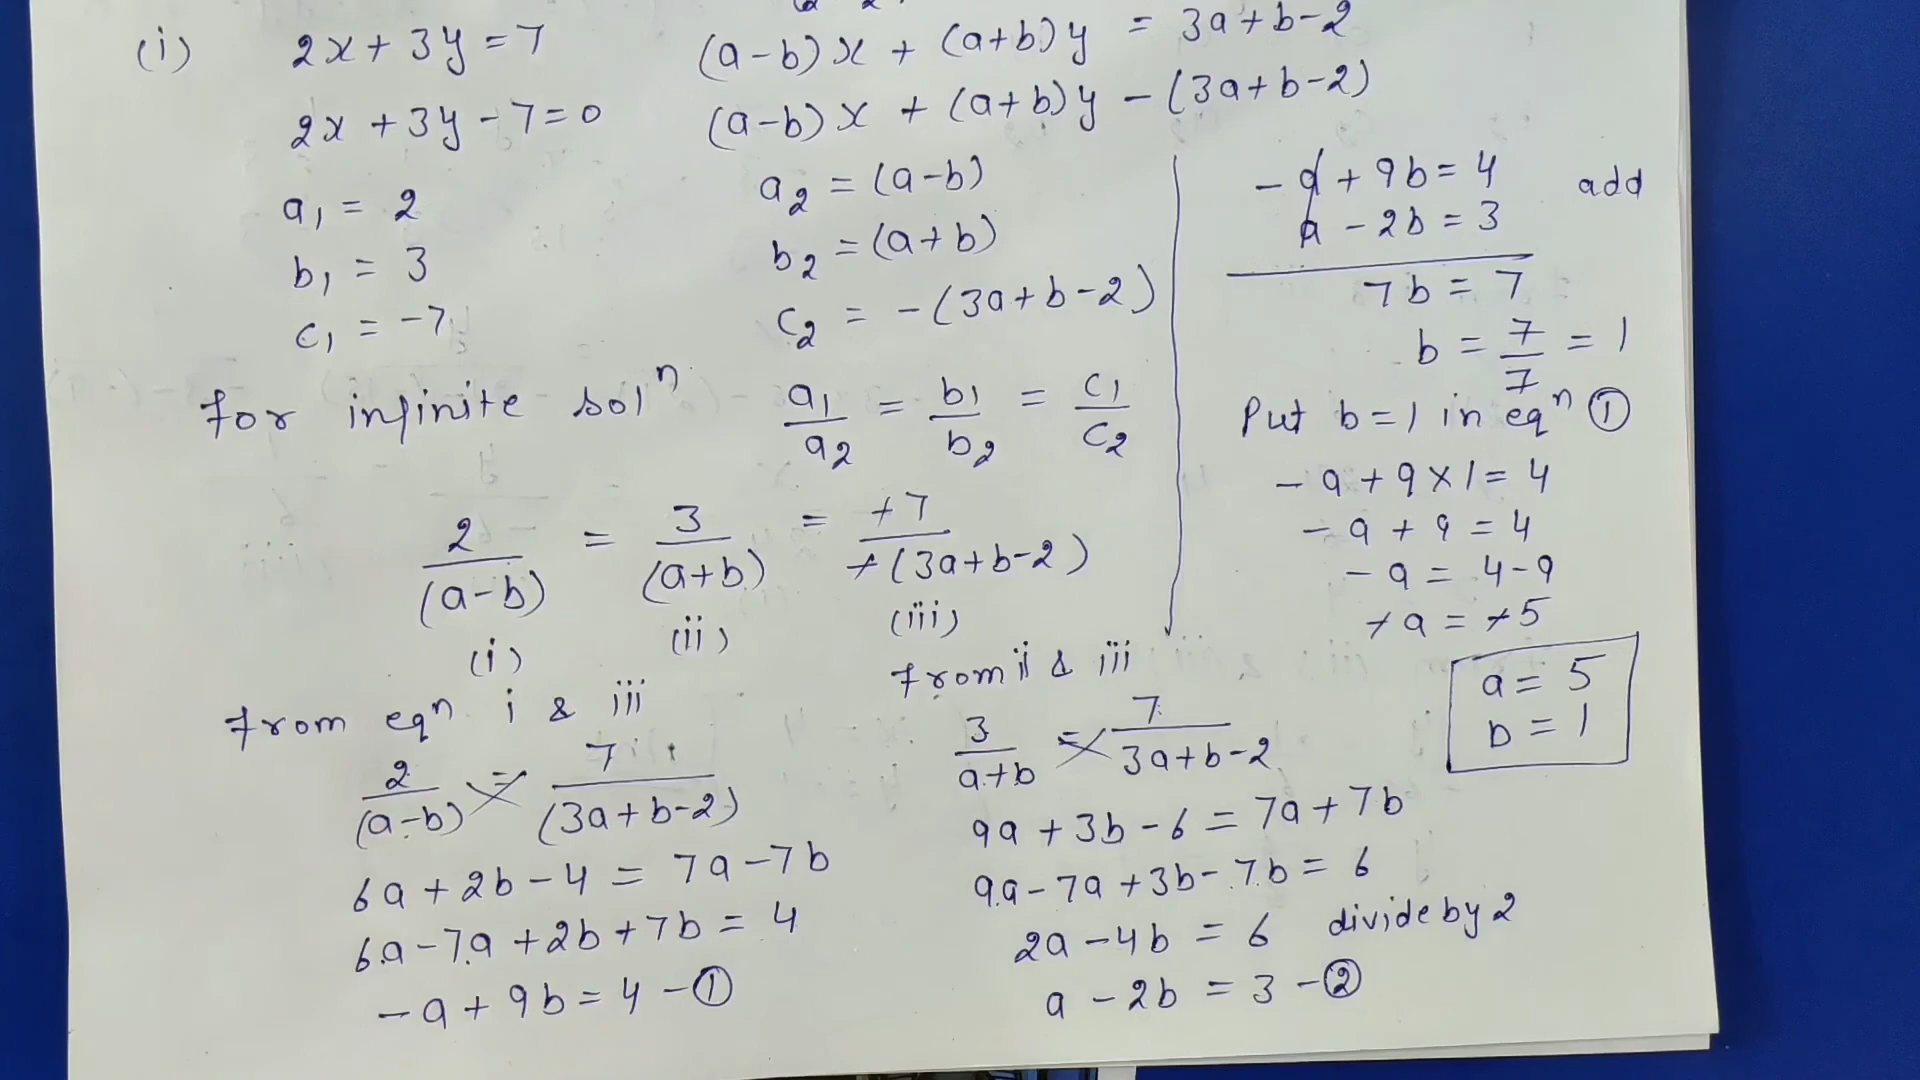 (i) 2x + 3y = 7 (a-b)x + (a+b)y = 3a+b-2
2x + 3y - 7 = 0 (a-b)x + (a+b)y - (3a+b-2)
a₁ = 2 a₂ = (a-b)
b₁ = 3 b₂ = (a+b)
c₁ = -7 c₂ = -(3a+b-2)
For infinite solⁿ a₁/a₂ = b₁/b₂ = c₁/c₂
2/(a-b) = 3/(a+b) = +7/+(3a+b-2)
(i) (ii) (iii)
From eqⁿ i & iii
2/(a-b) = 7/(3a+b-2)
6a + 2b - 4 = 7a - 7b
6a - 7a + 2b + 7b = 4
-a + 9b = 4 - ①
From ii & iii
3/a+b = 7/3a+b-2
9a + 3b - 6 = 7a + 7b
9a - 7a + 3b - 7b = 6
2a - 4b = 6 divide by 2
a - 2b = 3 - ②
-a + 9b = 4 add
a - 2b = 3
7b = 7
b = 7/7 = 1
Put b = 1 in eqⁿ ①
-a + 9 × 1 = 4
-a + 9 = 4
-a = 4 - 9
+a = +5
a = 5
b = 1